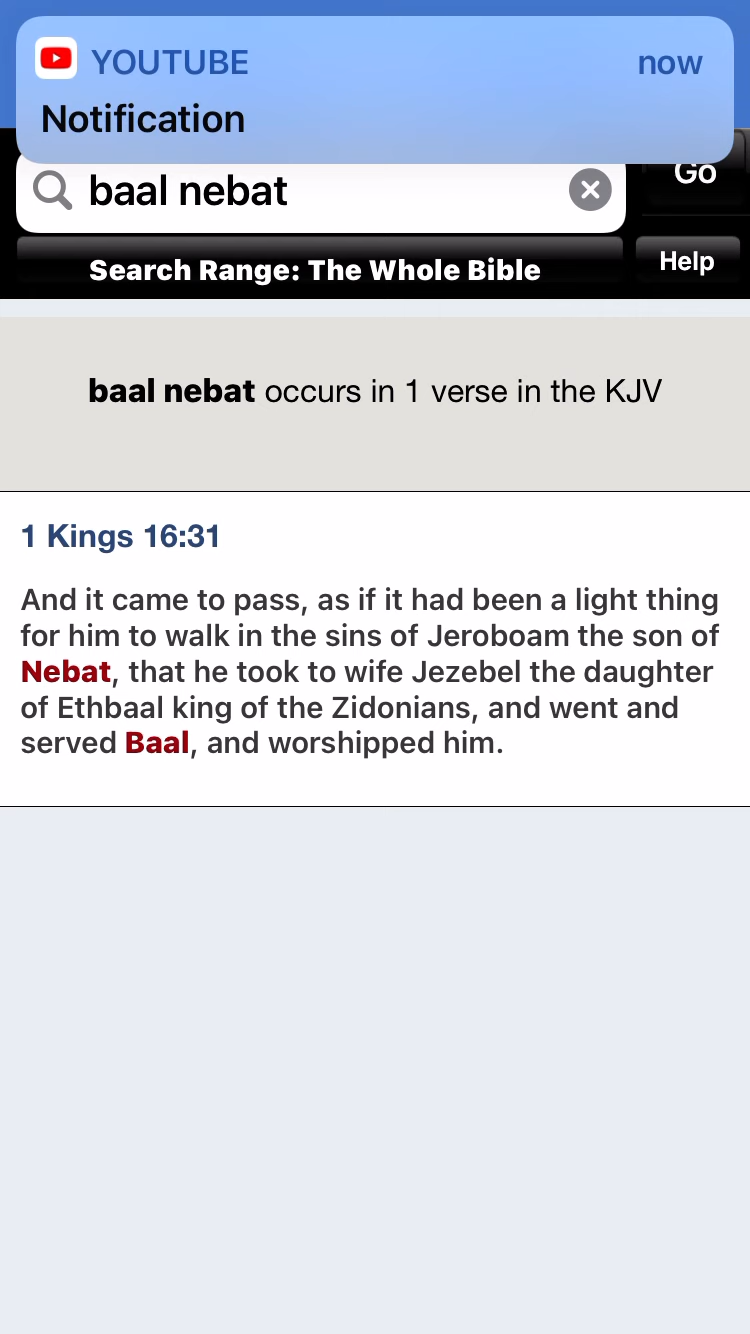 YOUTUBE
now
Notification
baal nebat
Go
Search Range: The Whole Bible
Help
baal nebat occurs in 1 verse in the KJV
1 Kings 16:31
And it came to pass, as if it had been a light thing
for him to walk in the sins of Jeroboam the son of
Nebat, that he took to wife Jezebel the daughter
of Ethbaal king of the Zidonians, and went and
served Baal, and worshipped him.